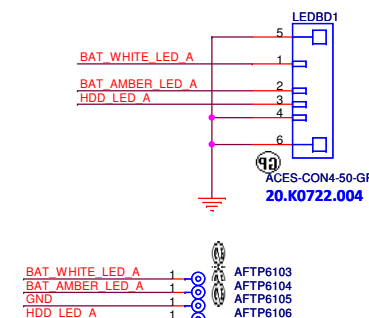 LEDBD1
5
BAT_WHITE_LED_A 1
BAT_AMBER_LED_A 2
HDD_LED_A 3
4
6
GP
ACES-CON4-50-GP
20.K0722.004
BAT_WHITE_LED_A 1 AFTP6103
BAT_AMBER_LED_A 1 AFTP6104
GND 1 AFTP6105
HDD_LED_A 1 AFTP6106